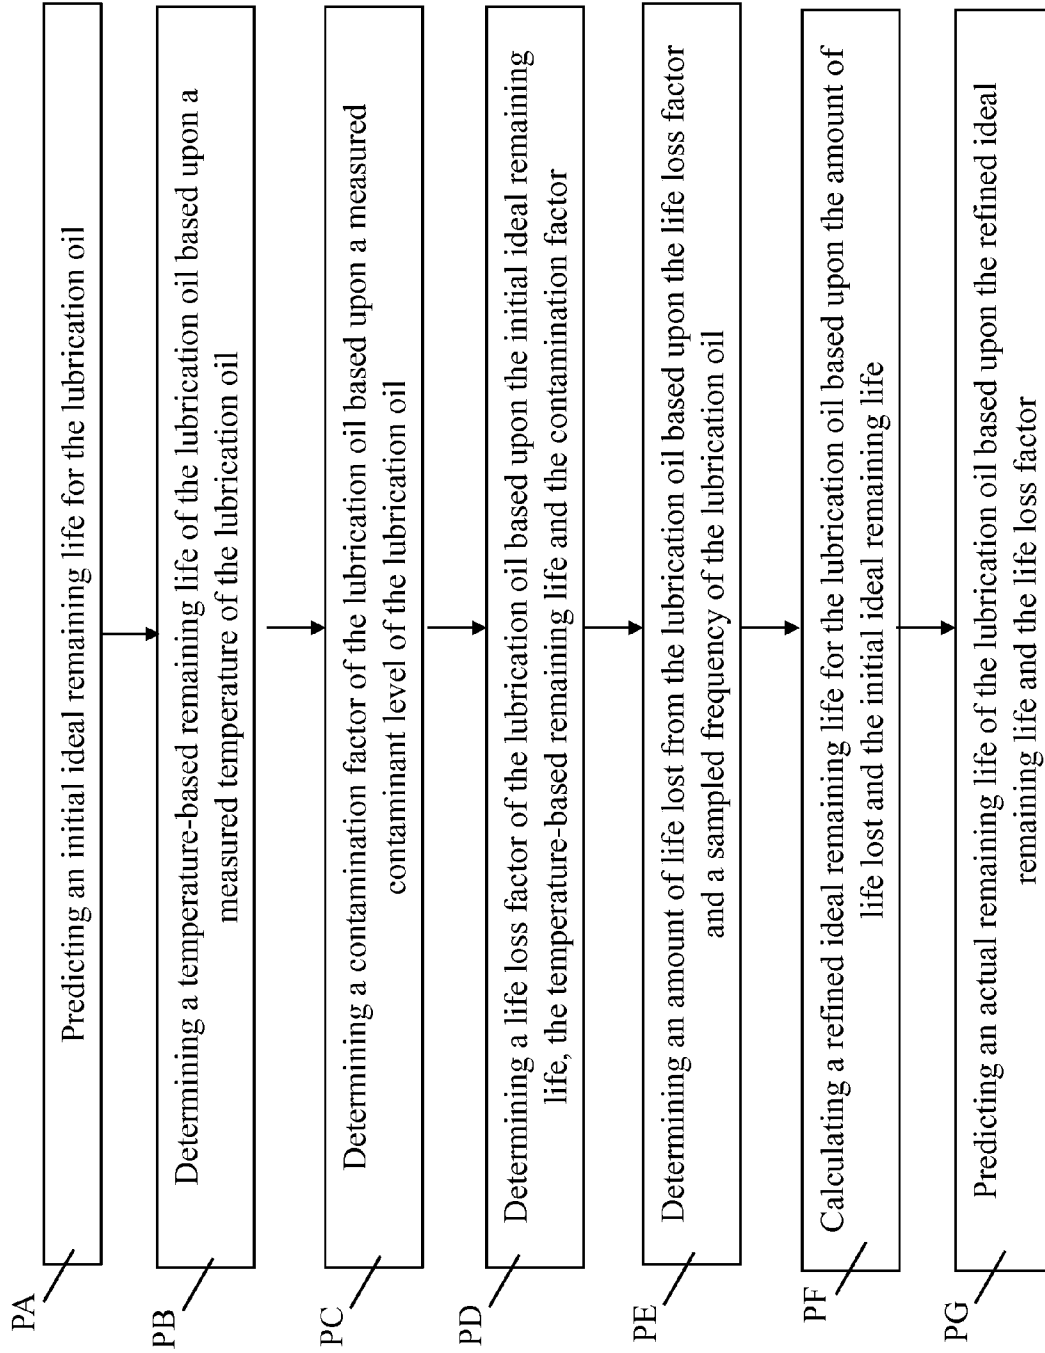 PA
Predicting an initial ideal remaining life for the lubrication oil
PB
Determining a temperature-based remaining life of the lubrication oil based upon a
measured temperature of the lubrication oil
PC
Determining a contamination factor of the lubrication oil based upon a measured
contaminant level of the lubrication oil
PD
Determining a life loss factor of the lubrication oil based upon the initial ideal remaining
life, the temperature-based remaining life and the contamination factor
PE
Determining an amount of life lost from the lubrication oil based upon the life loss factor
and a sampled frequency of the lubrication oil
PF
Calculating a refined ideal remaining life for the lubrication oil based upon the amount of
life lost and the initial ideal remaining life
PG
Predicting an actual remaining life of the lubrication oil based upon the refined ideal
remaining life and the life loss factor